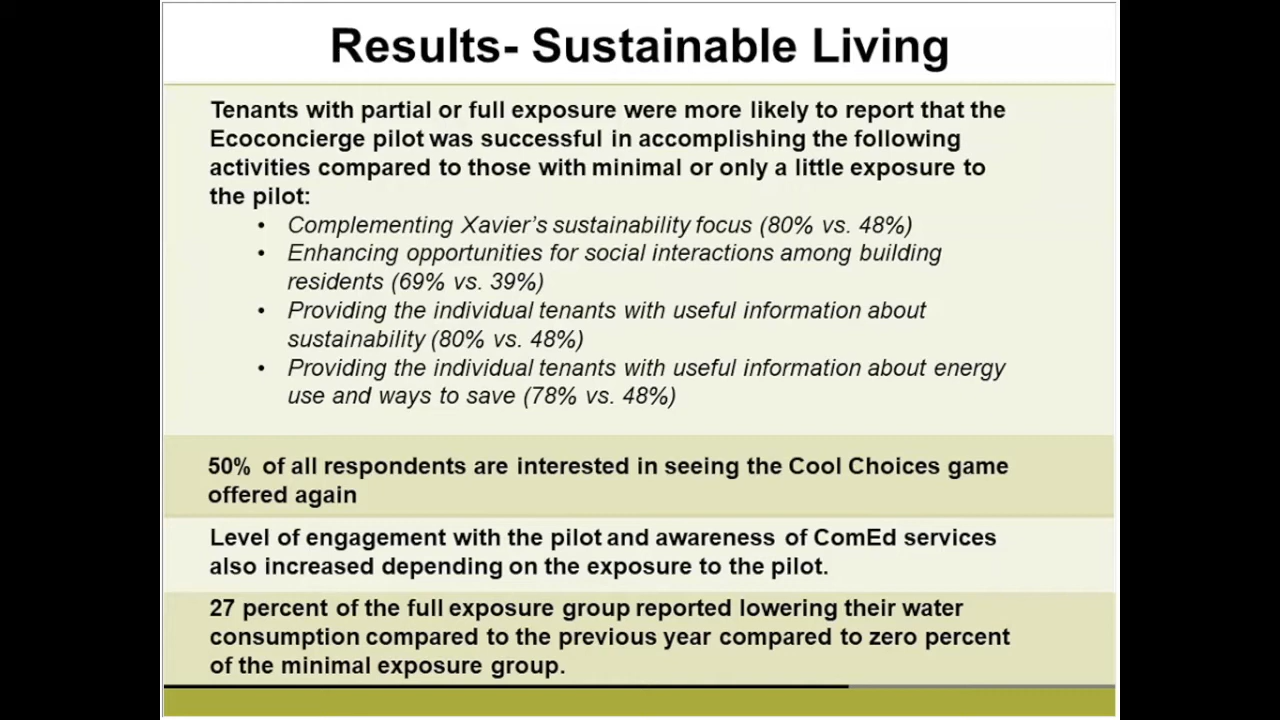 Results- Sustainable Living
Tenants with partial or full exposure were more likely to report that the
Ecoconcierge pilot was successful in accomplishing the following
activities compared to those with minimal or only a little exposure to
the pilot:
• Complementing Xavier's sustainability focus (80% vs. 48%)
• Enhancing opportunities for social interactions among building
residents (69% vs. 39%)
• Providing the individual tenants with useful information about
sustainability (80% vs. 48%)
• Providing the individual tenants with useful information about energy
use and ways to save (78% vs. 48%)
50% of all respondents are interested in seeing the Cool Choices game
offered again
Level of engagement with the pilot and awareness of ComEd services
also increased depending on the exposure to the pilot.
27 percent of the full exposure group reported lowering their water
consumption compared to the previous year compared to zero percent
of the minimal exposure group.